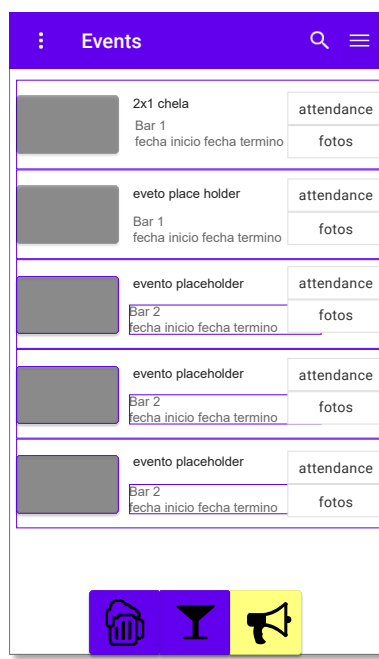 Events
2x1 chela
attendance
Bar 1
fecha inicio fecha termino
fotos
eveto place holder
attendance
Bar 1
fecha inicio fecha termino
fotos
evento placeholder
attendance
Bar 2
fecha inicio fecha termino
fotos
evento placeholder
attendance
Bar 2
fecha inicio fecha termino
fotos
evento placeholder
attendance
Bar 2
fecha inicio fecha termino
fotos